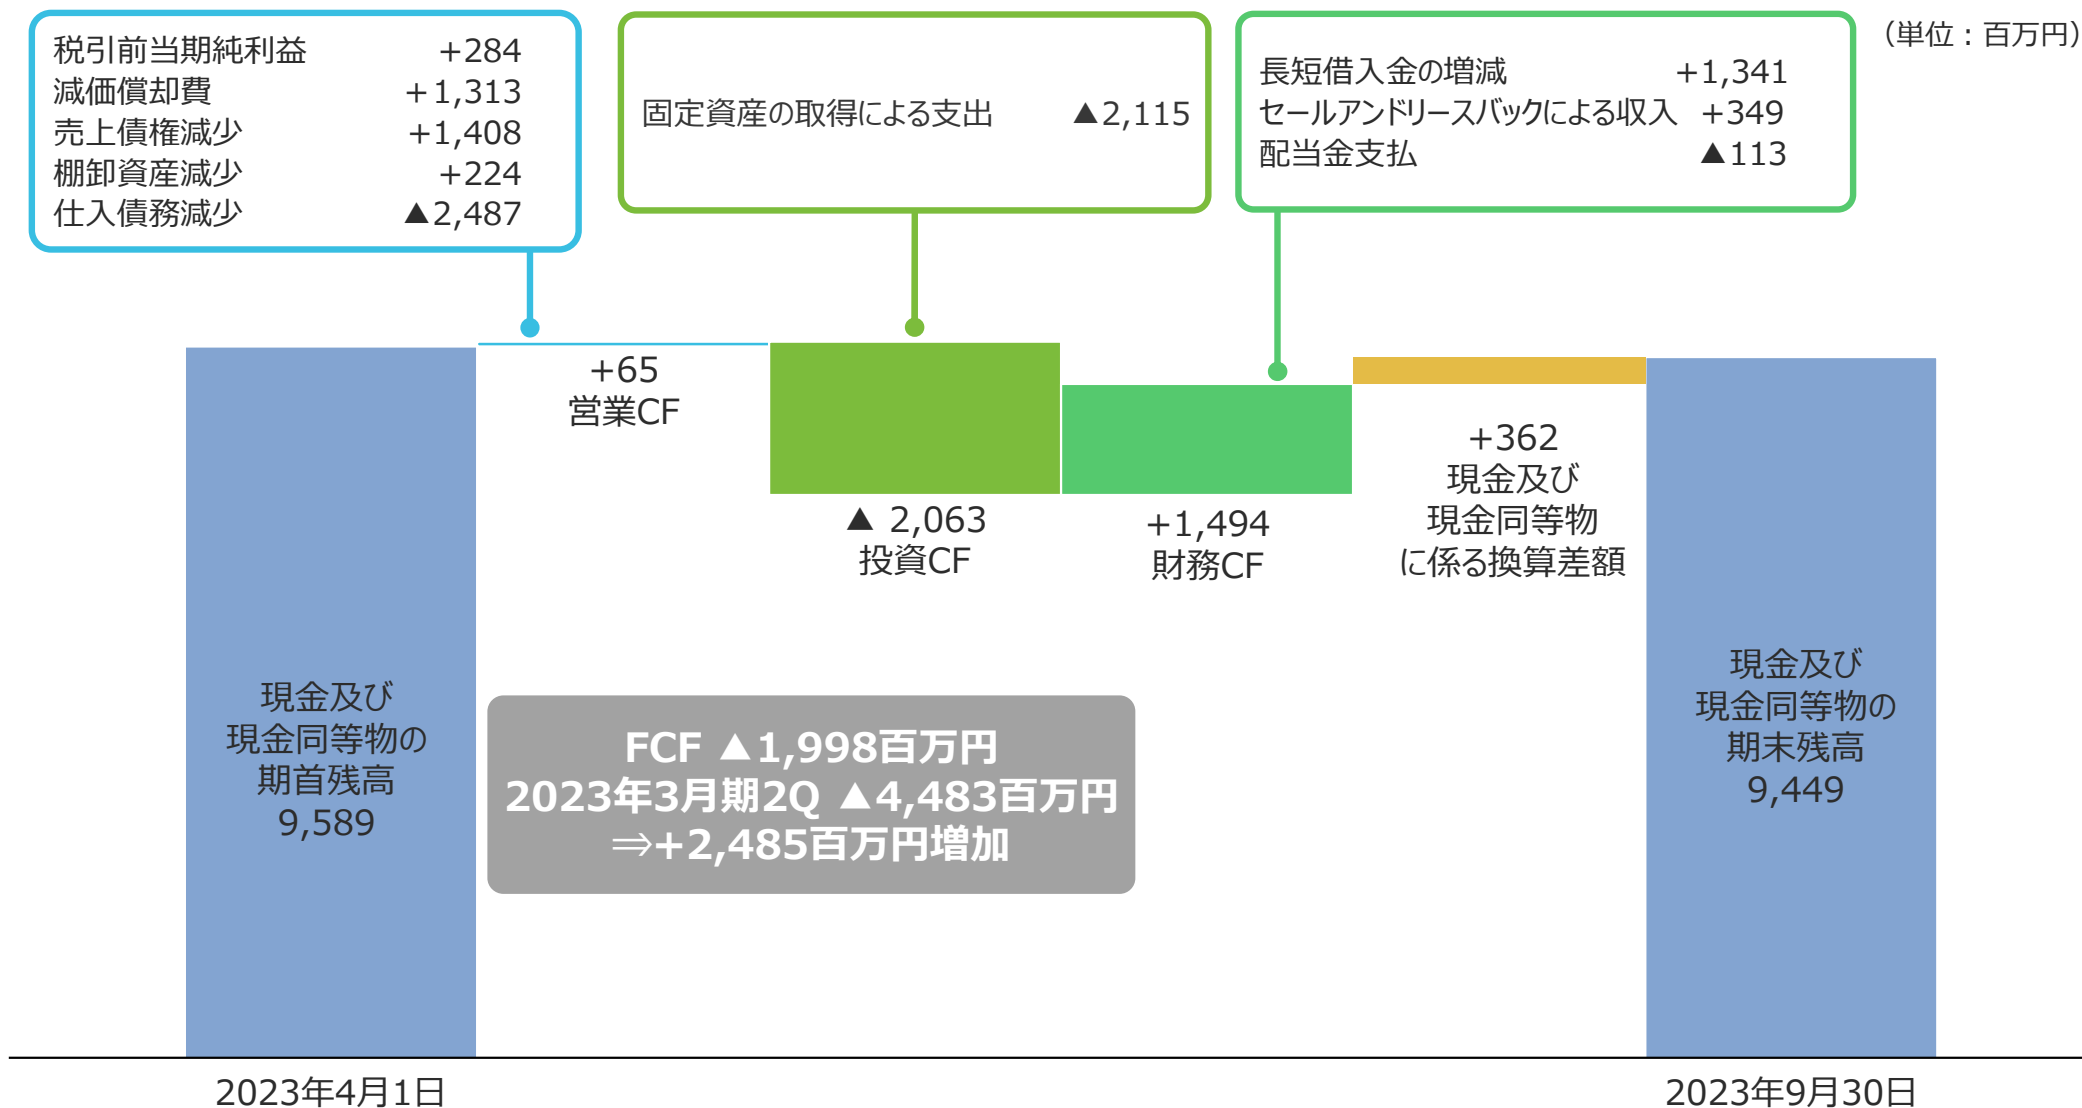 （単位：百万円）
税引前当期純利益 +284
減価償却費 +1,313
売上債権減少 +1,408
棚卸資産減少 +224
仕入債務減少 ▲2,487
固定資産の取得による支出 ▲2,115
長短借入金の増減 +1,341
セールアンドリースバックによる収入 +349
配当金支払 ▲113
+65
営業CF
▲ 2,063
投資CF
+1,494
財務CF
+362
現金及び
現金同等物
に係る換算差額
現金及び
現金同等物の
期首残高
9,589
FCF ▲1,998百万円
2023年3月期2Q ▲4,483百万円
⇒+2,485百万円増加
現金及び
現金同等物の
期末残高
9,449
2023年4月1日
2023年9月30日